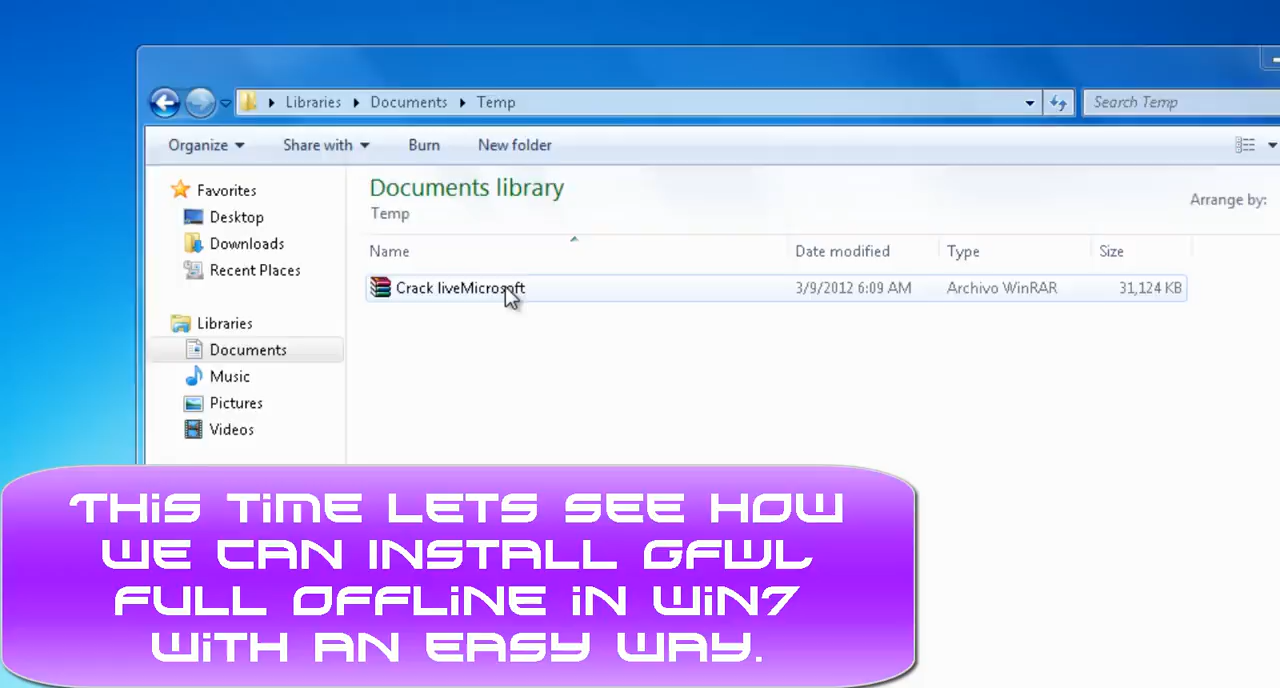 Libraries Documents Temp
Search Temp
Organize Share with Burn New folder
Favorites
Desktop
Downloads
Recent Places
Libraries
Documents
Music
Pictures
Videos
Documents library
Temp
Arrange by:
Name Date modified Type Size
Crack liveMicrosoft 3/9/2012 6:09 AM Archivo WinRAR 31,124 KB
THiS TiME LETS SEE HOW
WE CAN INSTALL GFWL
FULL OFFLiNE iN WiN7
WiTH AN EASY WAY.